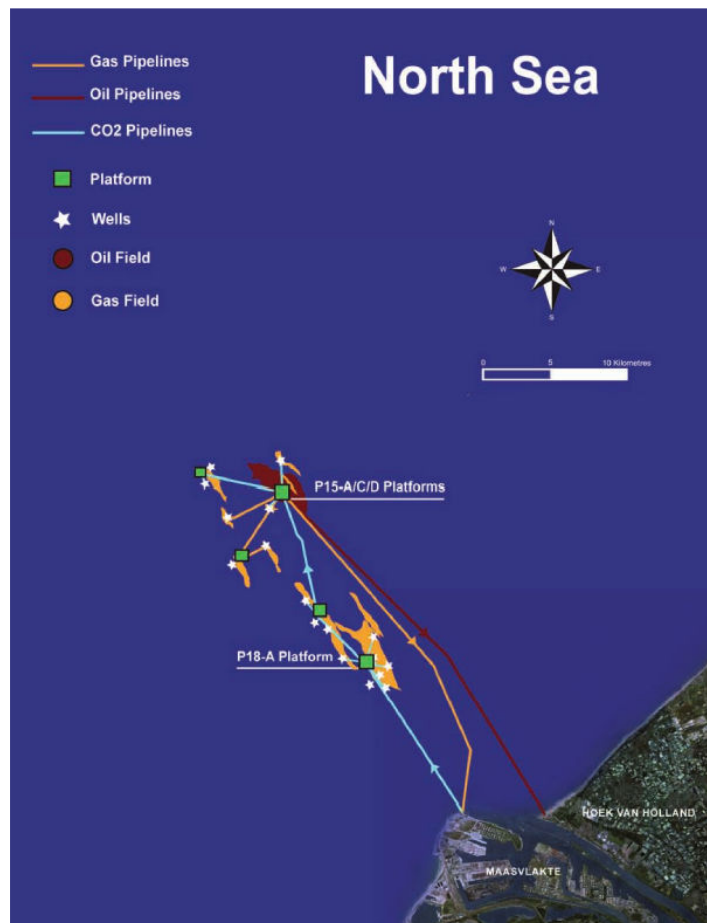 North Sea
Gas Pipelines
Oil Pipelines
CO2 Pipelines
Platform
Wells
Oil Field
Gas Field
N
W E
S
0 5 10 Kilometres
P15-A/C/D Platforms
P18-A Platform
HOEK VAN HOLLAND
MAASVLAKTE